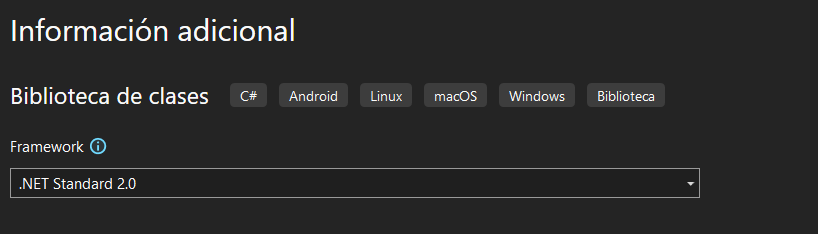 Información adicional
Biblioteca de clases C# Android Linux macOS Windows Biblioteca
Framework
.NET Standard 2.0